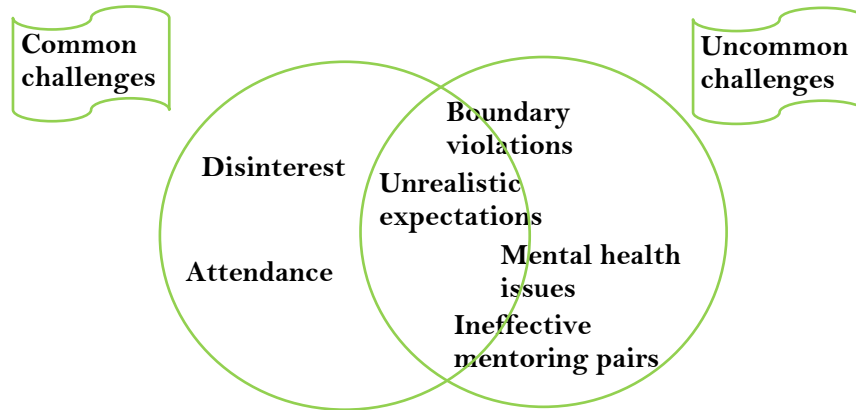 Common
challenges
Uncommon
challenges
Boundary
violations
Disinterest
Unrealistic
expectations
Attendance
Mental health
issues
Ineffective
mentoring pairs